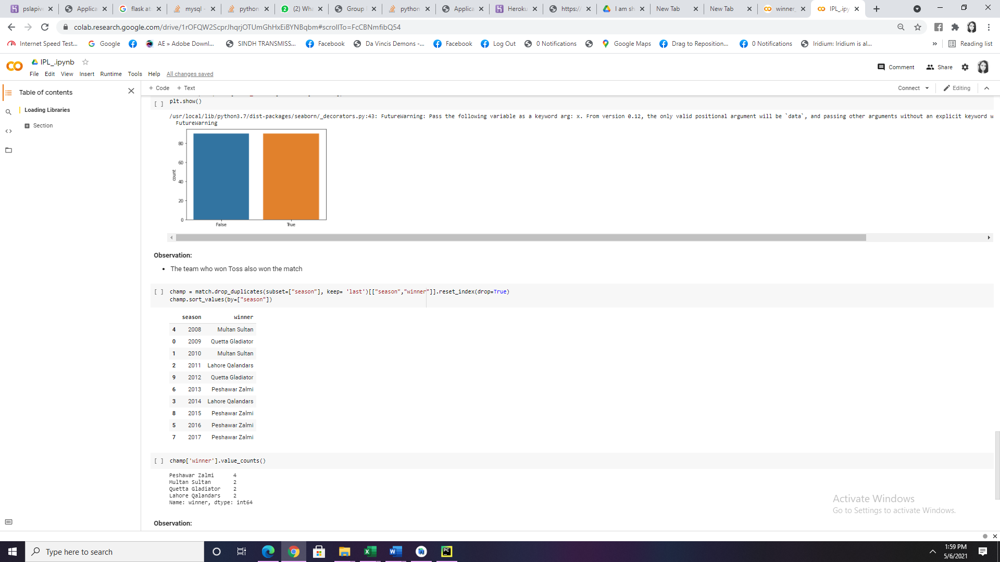 pslapiv
Applica
flask at
mysql -
python
(2) Wha
Group
python
Applica
Heroku
https:/
I am sh
New Tab
New Tab
winner_
IPL_.ipy
colab.research.google.com/drive/1rOFQW2ScprJhqrjOTUmGhHxEiBYNBqbm#scrollTo=FcCBNmfibQ54
Internet Speed Test...
Google
AE » Adobe Downl...
SINDH TRANSMISS...
Facebook
Da Vincis Demons -...
Facebook
Log Out
0 Notifications
Google Maps
Drag to Reposition...
0 Notifications
Iridium: Iridium is al...
»
Reading list
IPL_.ipynb
File Edit View Insert Runtime Tools Help All changes saved
Comment
Share
Table of contents
Loading Libraries
Section
+ Code + Text
Connect
Editing
[ ] plt.show()
/usr/local/lib/python3.7/dist-packages/seaborn/_decorators.py:43: FutureWarning: Pass the following variable as a keyword arg: x. From version 0.12, the only valid positional argument will be `data`, and passing other arguments without an explicit keyword w
FutureWarning
80
60
40
20
0
count
False True
Observation:
• The team who won Toss also won the match
[ ] champ = match.drop_duplicates(subset=["season"], keep= 'last')[["season","winner"]].reset_index(drop=True)
champ.sort_values(by=["season"])
season winner
4 2008 Multan Sultan
0 2009 Quetta Gladiator
1 2010 Multan Sultan
2 2011 Lahore Qalandars
9 2012 Quetta Gladiator
6 2013 Peshawar Zalmi
3 2014 Lahore Qalandars
8 2015 Peshawar Zalmi
5 2016 Peshawar Zalmi
7 2017 Peshawar Zalmi
[ ] champ['winner'].value_counts()
Peshawar Zalmi 4
Multan Sultan 2
Quetta Gladiator 2
Lahore Qalandars 2
Name: winner, dtype: int64
Observation:
Activate Windows
Go to Settings to activate Windows.
Type here to search
1:59 PM
5/6/2021